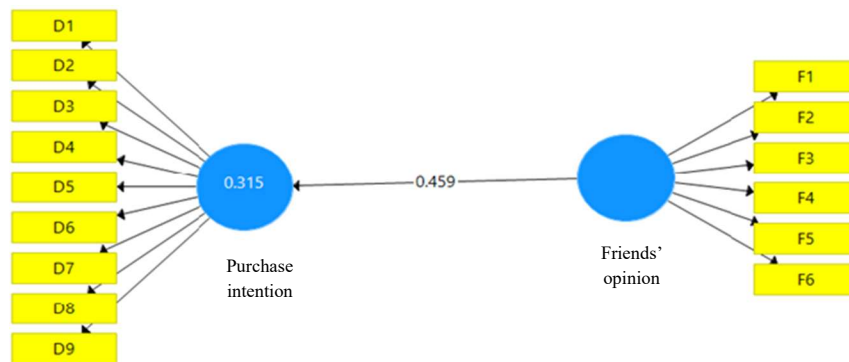 D1
D2
D3
D4
D5
D6
D7
D8
D9
0.315
Purchase
intention
0.459
Friends’
opinion
F1
F2
F3
F4
F5
F6